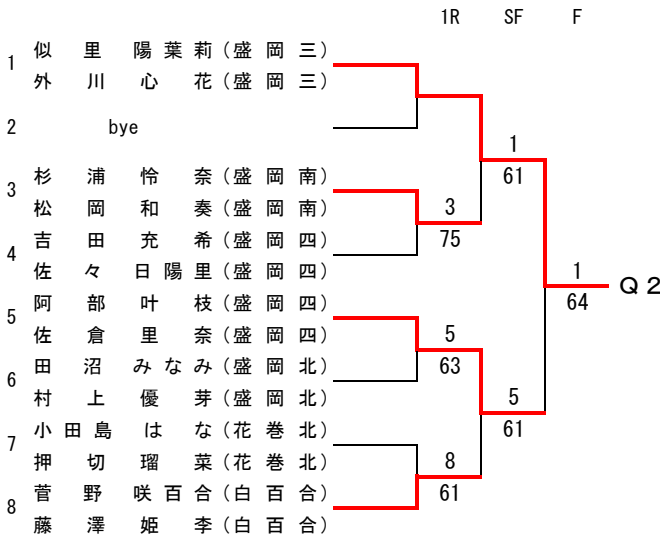 1R SF F
1 似里 陽葉莉(盛岡三)
外川 心花(盛岡三)
2 bye
1
61
3 杉浦 怜奈(盛岡南)
松岡 和奏(盛岡南)
3
75
4 吉田 充希(盛岡四)
佐々 日陽里(盛岡四)
1
64
Q2
5 阿部 叶枝(盛岡四)
佐倉 里奈(盛岡四)
5
63
6 田沼 みなみ(盛岡北)
村上 優芽(盛岡北)
5
61
7 小田島 はな(花巻北)
押切 瑠菜(花巻北)
8
61
8 菅野 咲百合(白百合)
藤澤 姫李(白百合)